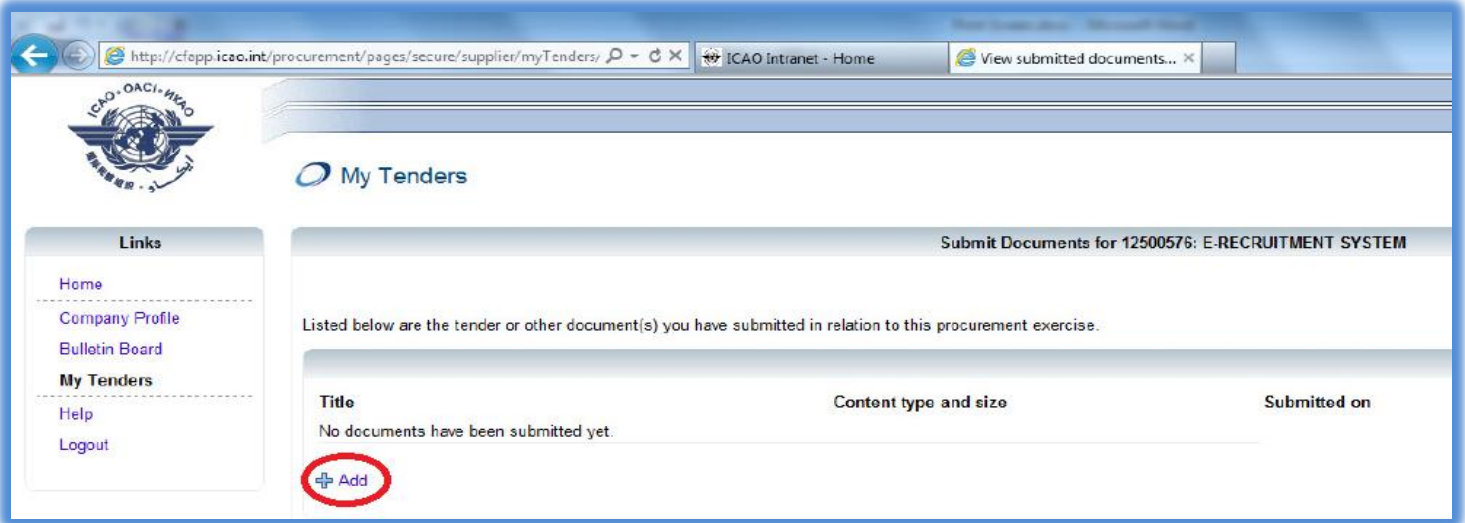 http://cfapp.icao.int/procurement/pages/secure/supplier/myTenders/
ICAO Intranet - Home
View submitted documents...
ICAO · OACI · ИКАО
My Tenders
Links
Submit Documents for 12500576: E-RECRUITMENT SYSTEM
Home
Company Profile
Listed below are the tender or other document(s) you have submitted in relation to this procurement exercise.
Bulletin Board
My Tenders
Title
Content type and size
Submitted on
Help
No documents have been submitted yet.
Logout
Add